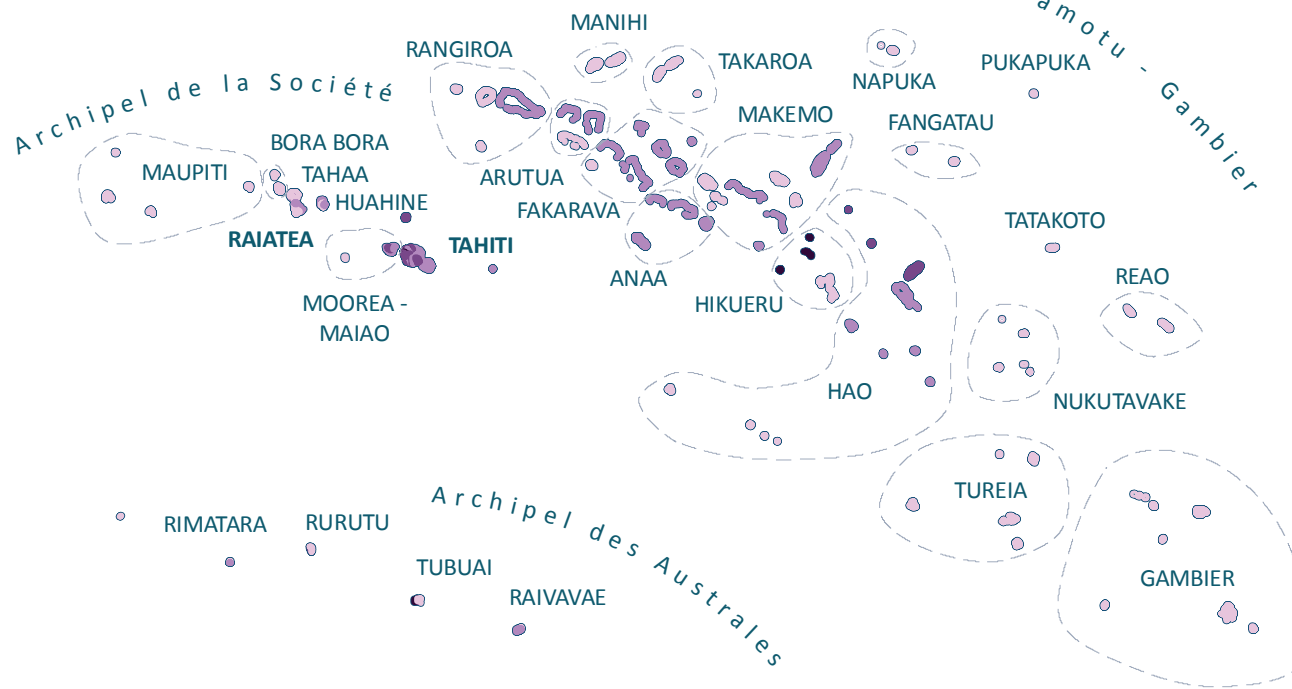 MANIHI
RANGIROA
TAKAROA
NAPUKA
PUKAPUKA
amotu - Gambier
Archipel de la Société
MAKEMO
FANGATAU
BORA BORA
MAUPITI
TAHAA
ARUTUA
HUAHINE
FAKARAVA
TATAKOTO
RAIATEA
TAHITI
ANAA
REAO
MOOREA -
MAIAO
HIKUERU
HAO
NUKUTAVAKE
TUREIA
Archipel des Australes
RIMATARA
RURUTU
TUBUAI
RAIVAVAE
GAMBIER